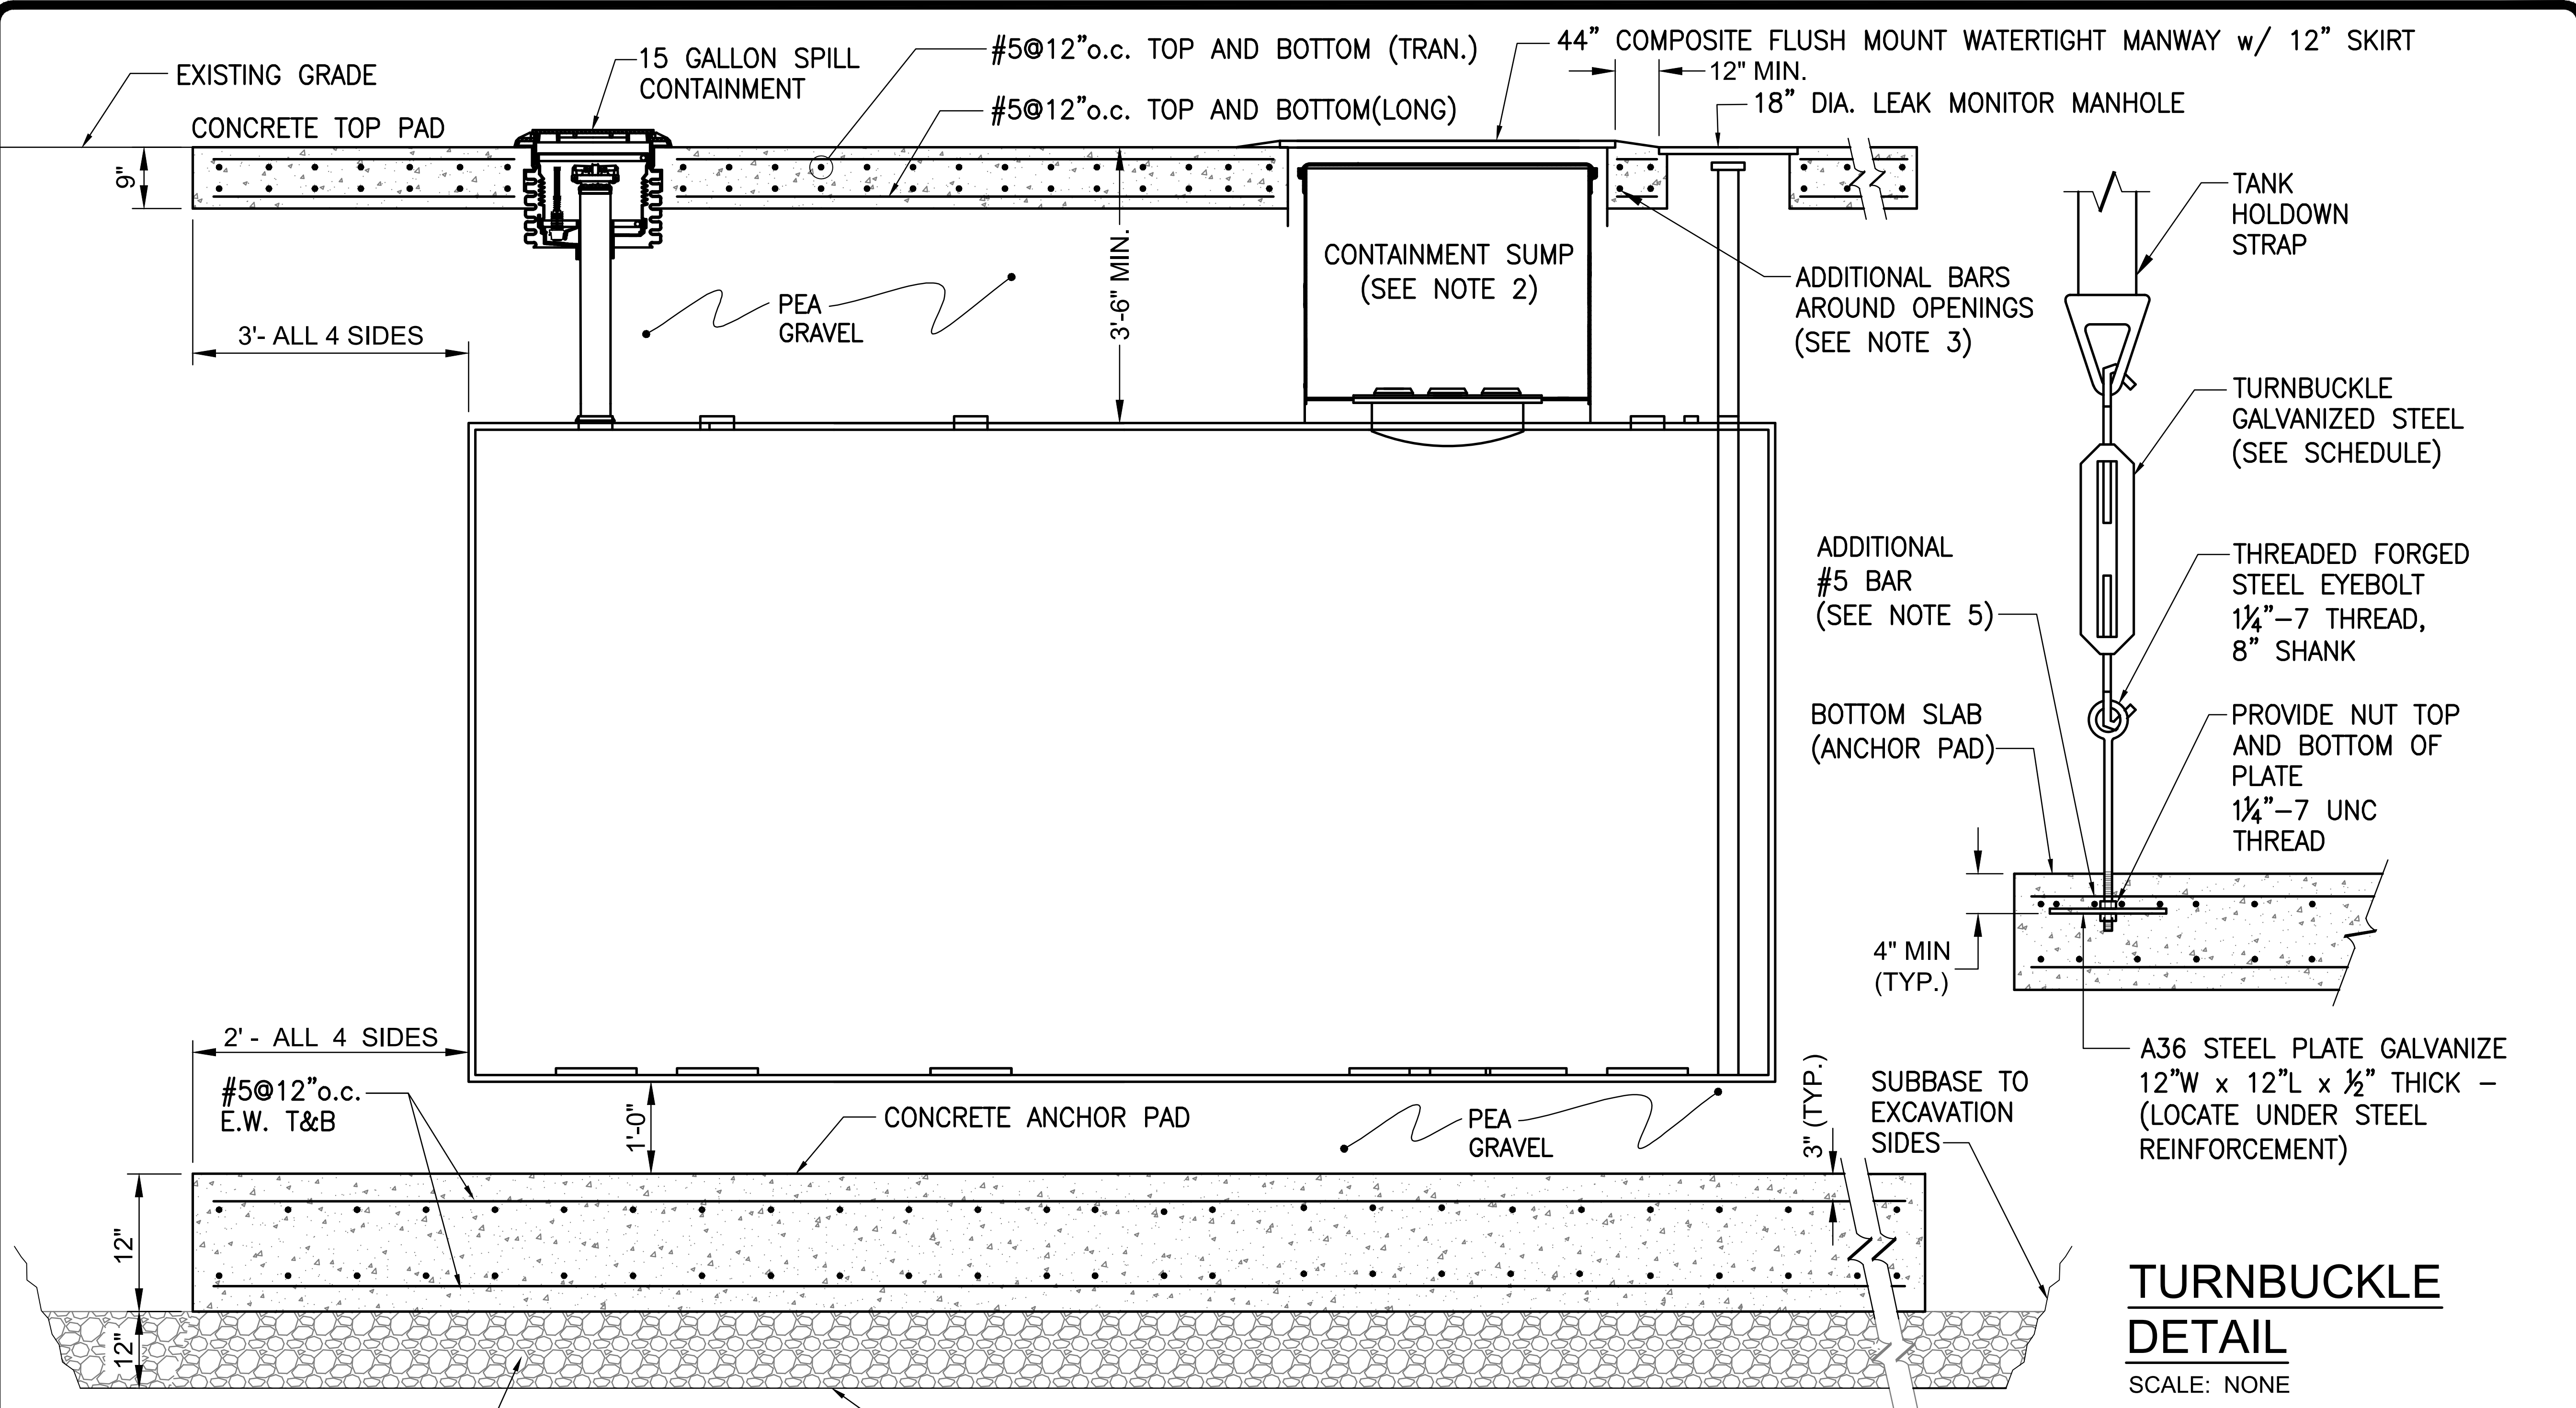 EXISTING GRADE
CONCRETE TOP PAD
9"
15 GALLON SPILL
CONTAINMENT
#5@12"o.c. TOP AND BOTTOM (TRAN.)
#5@12"o.c. TOP AND BOTTOM(LONG)
44" COMPOSITE FLUSH MOUNT WATERTIGHT MANWAY w/ 12" SKIRT
12" MIN.
18" DIA. LEAK MONITOR MANHOLE
3'- ALL 4 SIDES
PEA
GRAVEL
3'-6" MIN.
CONTAINMENT SUMP
(SEE NOTE 2)
ADDITIONAL BARS
AROUND OPENINGS
(SEE NOTE 3)
TANK
HOLDOWN
STRAP
TURNBUCKLE
GALVANIZED STEEL
(SEE SCHEDULE)
ADDITIONAL
#5 BAR
(SEE NOTE 5)
THREADED FORGED
STEEL EYEBOLT
1¼"-7 THREAD,
8" SHANK
BOTTOM SLAB
(ANCHOR PAD)
PROVIDE NUT TOP
AND BOTTOM OF
PLATE
1¼"-7 UNC
THREAD
4" MIN
(TYP.)
A36 STEEL PLATE GALVANIZE
12"W x 12"L x ½" THICK -
(LOCATE UNDER STEEL
REINFORCEMENT)
2' - ALL 4 SIDES
#5@12"o.c.
E.W. T&B
1'-0"
CONCRETE ANCHOR PAD
PEA
GRAVEL
3" (TYP.)
SUBBASE TO
EXCAVATION
SIDES
12"
12"
TURNBUCKLE
DETAIL
SCALE: NONE